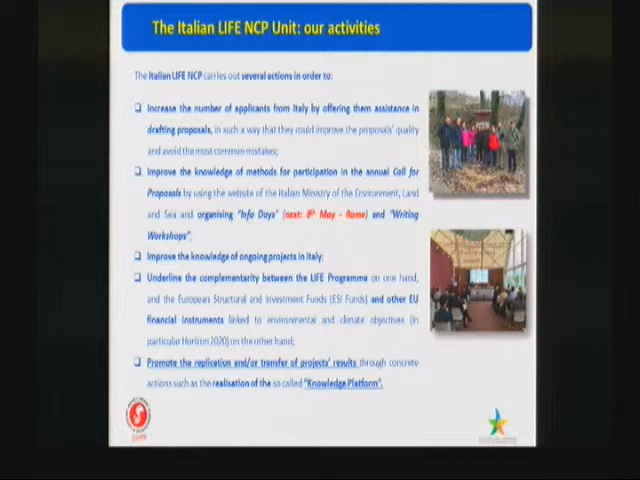 The Italian LIFE NCP Unit: our activities
The Italian LIFE NCP carries out several actions in order to:
❑ Increase the number of applicants from Italy by offering them assistance in
drafting proposals, in such a way that they could improve the proposals' quality
and avoid the most common mistakes;
❑ Improve the knowledge of methods for participation in the annual Call for
Proposals by using the website of the Italian Ministry of the Environment, Land
and Sea and organising "Info Days" (next: 8th May - Rome) and "Writing
Workshops";
❑ Improve the knowledge of ongoing projects in Italy;
❑ Underline the complementarity between the LIFE Programme on one hand,
and the European Structural and Investment Funds (ESI Funds) and other EU
financial instruments linked to environmental and climate objectives (in
particular Horizon 2020) on the other hand;
❑ Promote the replication and/or transfer of projects' results through concrete
actions such as the realisation of the so called "Knowledge Platform".